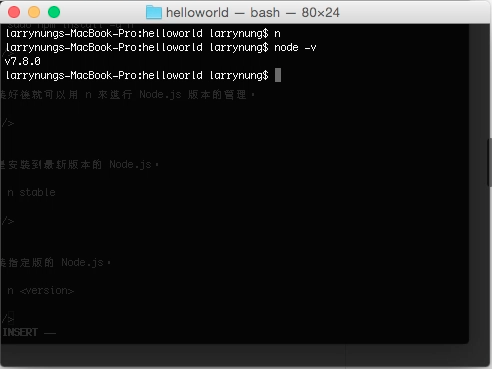 helloworld — bash — 80×24
sudo npm install -g n
larrynungs-MacBook-Pro:helloworld larrynung$ n
larrynungs-MacBook-Pro:helloworld larrynung$ node -v
v7.8.0
larrynungs-MacBook-Pro:helloworld larrynung$
好後就可以用 n 來進行 Node.js 版本的管理。
/>
安裝到最新版本的 Node.js。
n stable
/>
指定版的 Node.js。
n <version>
/>
INSERT --